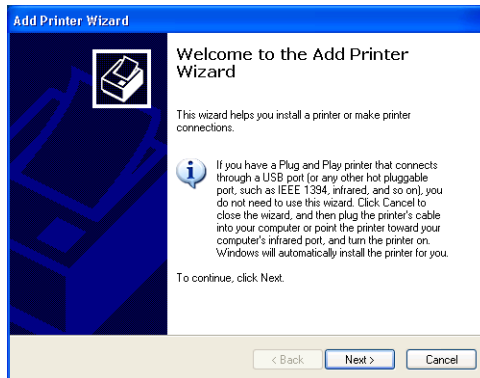 Add Printer Wizard
Welcome to the Add Printer
Wizard
This wizard helps you install a printer or make printer
connections.
If you have a Plug and Play printer that connects
through a USB port (or any other hot pluggable
port, such as IEEE 1394, infrared, and so on), you
do not need to use this wizard. Click Cancel to
close the wizard, and then plug the printer's cable
into your computer or point the printer toward your
computer's infrared port, and turn the printer on.
Windows will automatically install the printer for you.
To continue, click Next.
< Back Next > Cancel